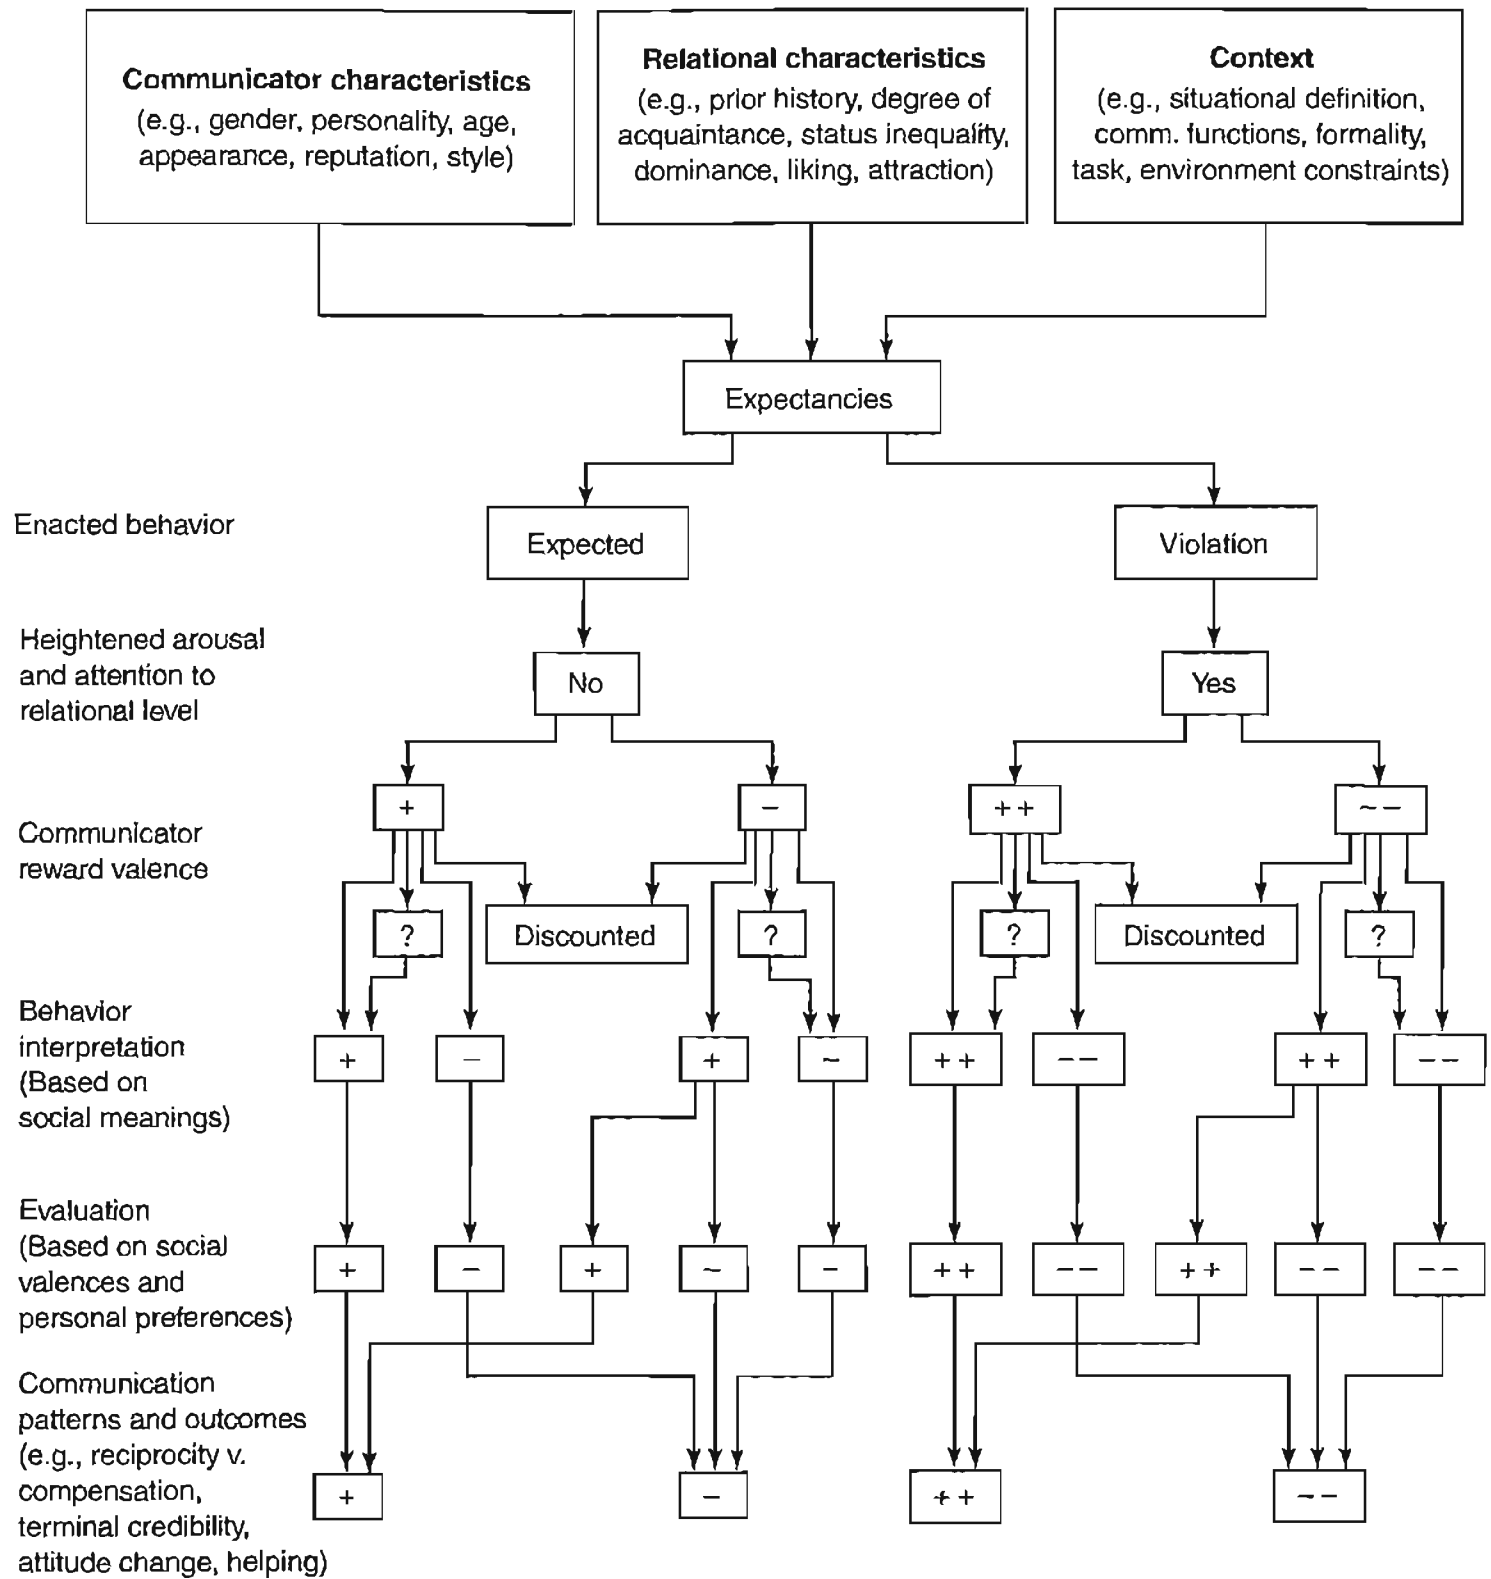 Communicator characteristics
(e.g., gender, personality, age,
appearance, reputation, style)
Relational characteristics
(e.g., prior history, degree of
acquaintance, status inequality,
dominance, liking, attraction)
Context
(e.g., situational definition,
comm. functions, formality,
task, environment constraints)
Expectancies
Enacted behavior
Expected
Violation
Heightened arousal
and attention to
relational level
No
Yes
Communicator
reward valence
+
−
++
~−
?
Discounted
?
?
Discounted
?
Behavior
interpretation
(Based on
social meanings)
+
−
+
~
++
−−
++
−−
Evaluation
(Based on social
valences and
personal preferences)
+
−
+
~
−
++
−−
++
−−
−−
Communication
patterns and outcomes
(e.g., reciprocity v.
compensation,
terminal credibility,
attitude change, helping)
+
−
++
~−